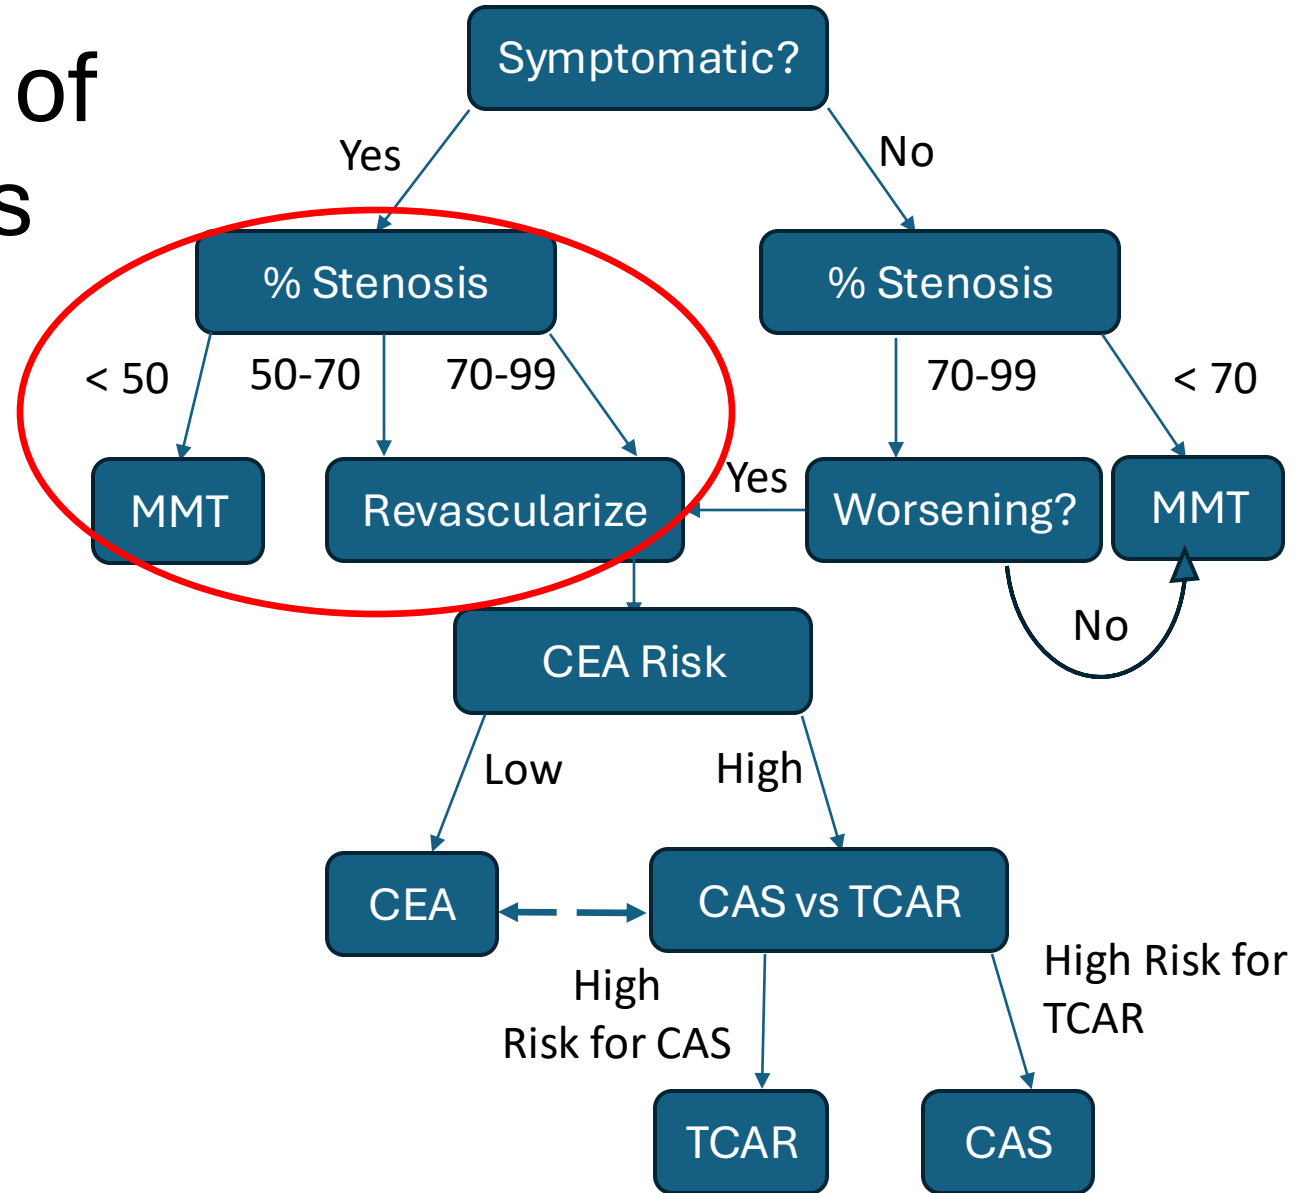 of
s
Symptomatic?
Yes
No
% Stenosis
% Stenosis
< 50
50-70
70-99
70-99
< 70
MMT
Revascularize
Yes
Worsening?
MMT
No
CEA Risk
Low
High
CEA
CAS vs TCAR
High
Risk for CAS
High Risk for
TCAR
TCAR
CAS